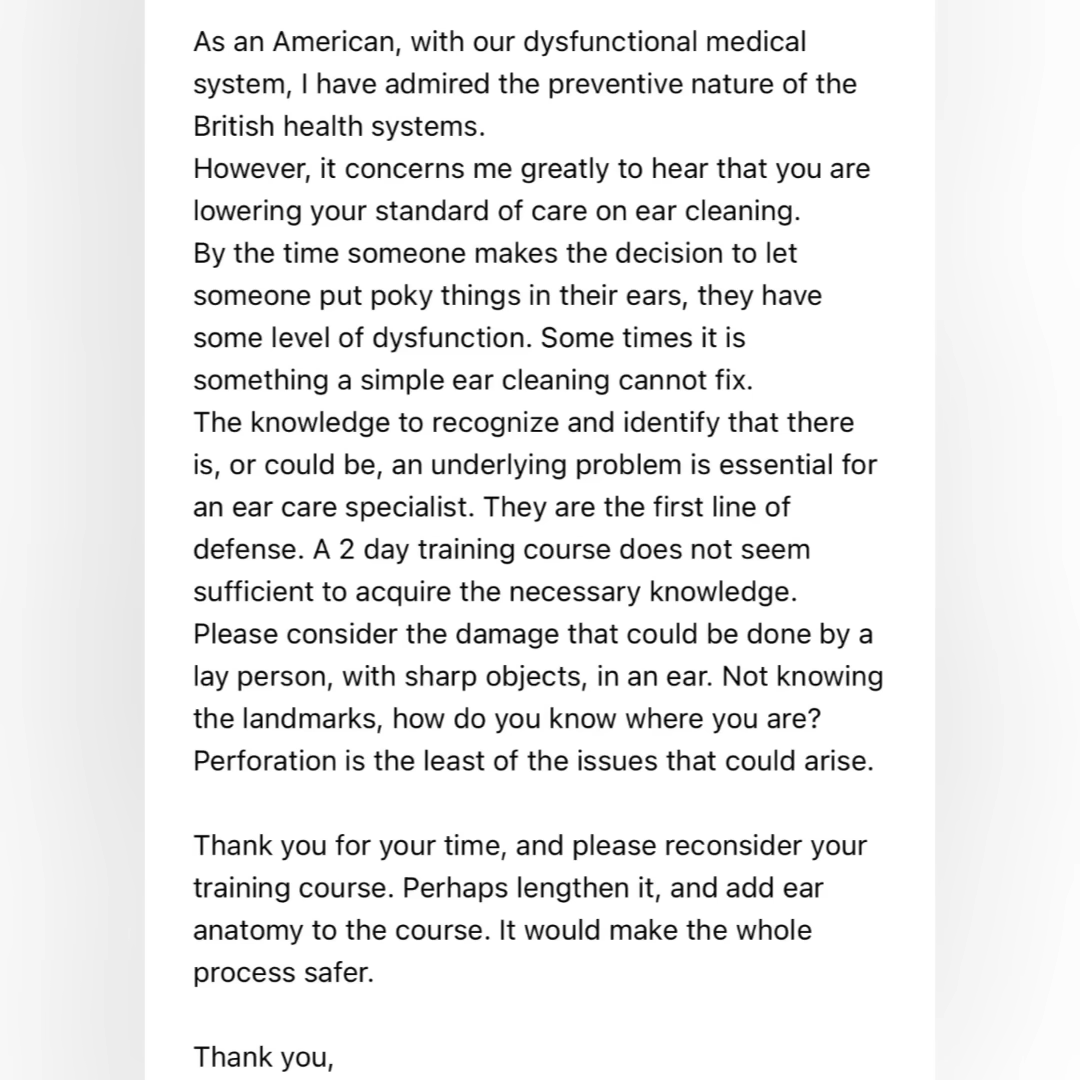 As an American, with our dysfunctional medical
system, I have admired the preventive nature of the
British health systems.
However, it concerns me greatly to hear that you are
lowering your standard of care on ear cleaning.
By the time someone makes the decision to let
someone put poky things in their ears, they have
some level of dysfunction. Some times it is
something a simple ear cleaning cannot fix.
The knowledge to recognize and identify that there
is, or could be, an underlying problem is essential for
an ear care specialist. They are the first line of
defense. A 2 day training course does not seem
sufficient to acquire the necessary knowledge.
Please consider the damage that could be done by a
lay person, with sharp objects, in an ear. Not knowing
the landmarks, how do you know where you are?
Perforation is the least of the issues that could arise.
Thank you for your time, and please reconsider your
training course. Perhaps lengthen it, and add ear
anatomy to the course. It would make the whole
process safer.
Thank you,